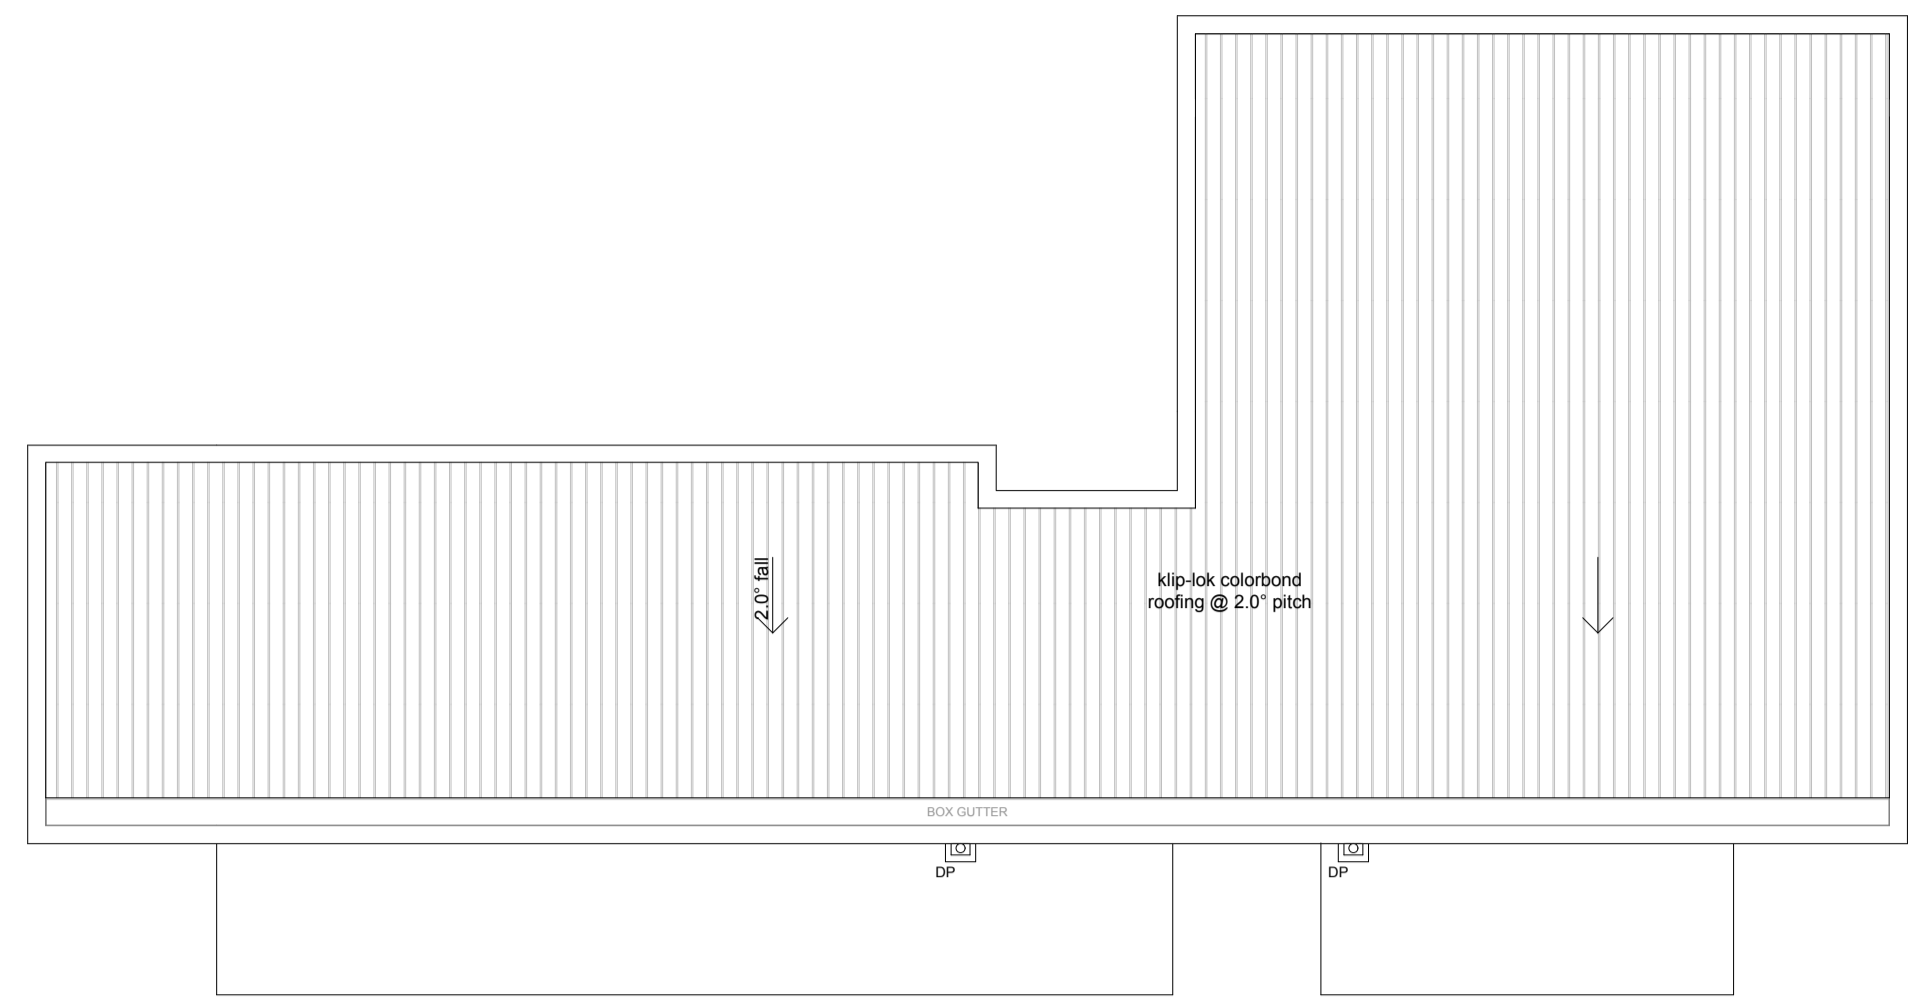 2.0° fall
klip-lok colorbond
roofing @ 2.0° pitch
BOX GUTTER
DP
DP